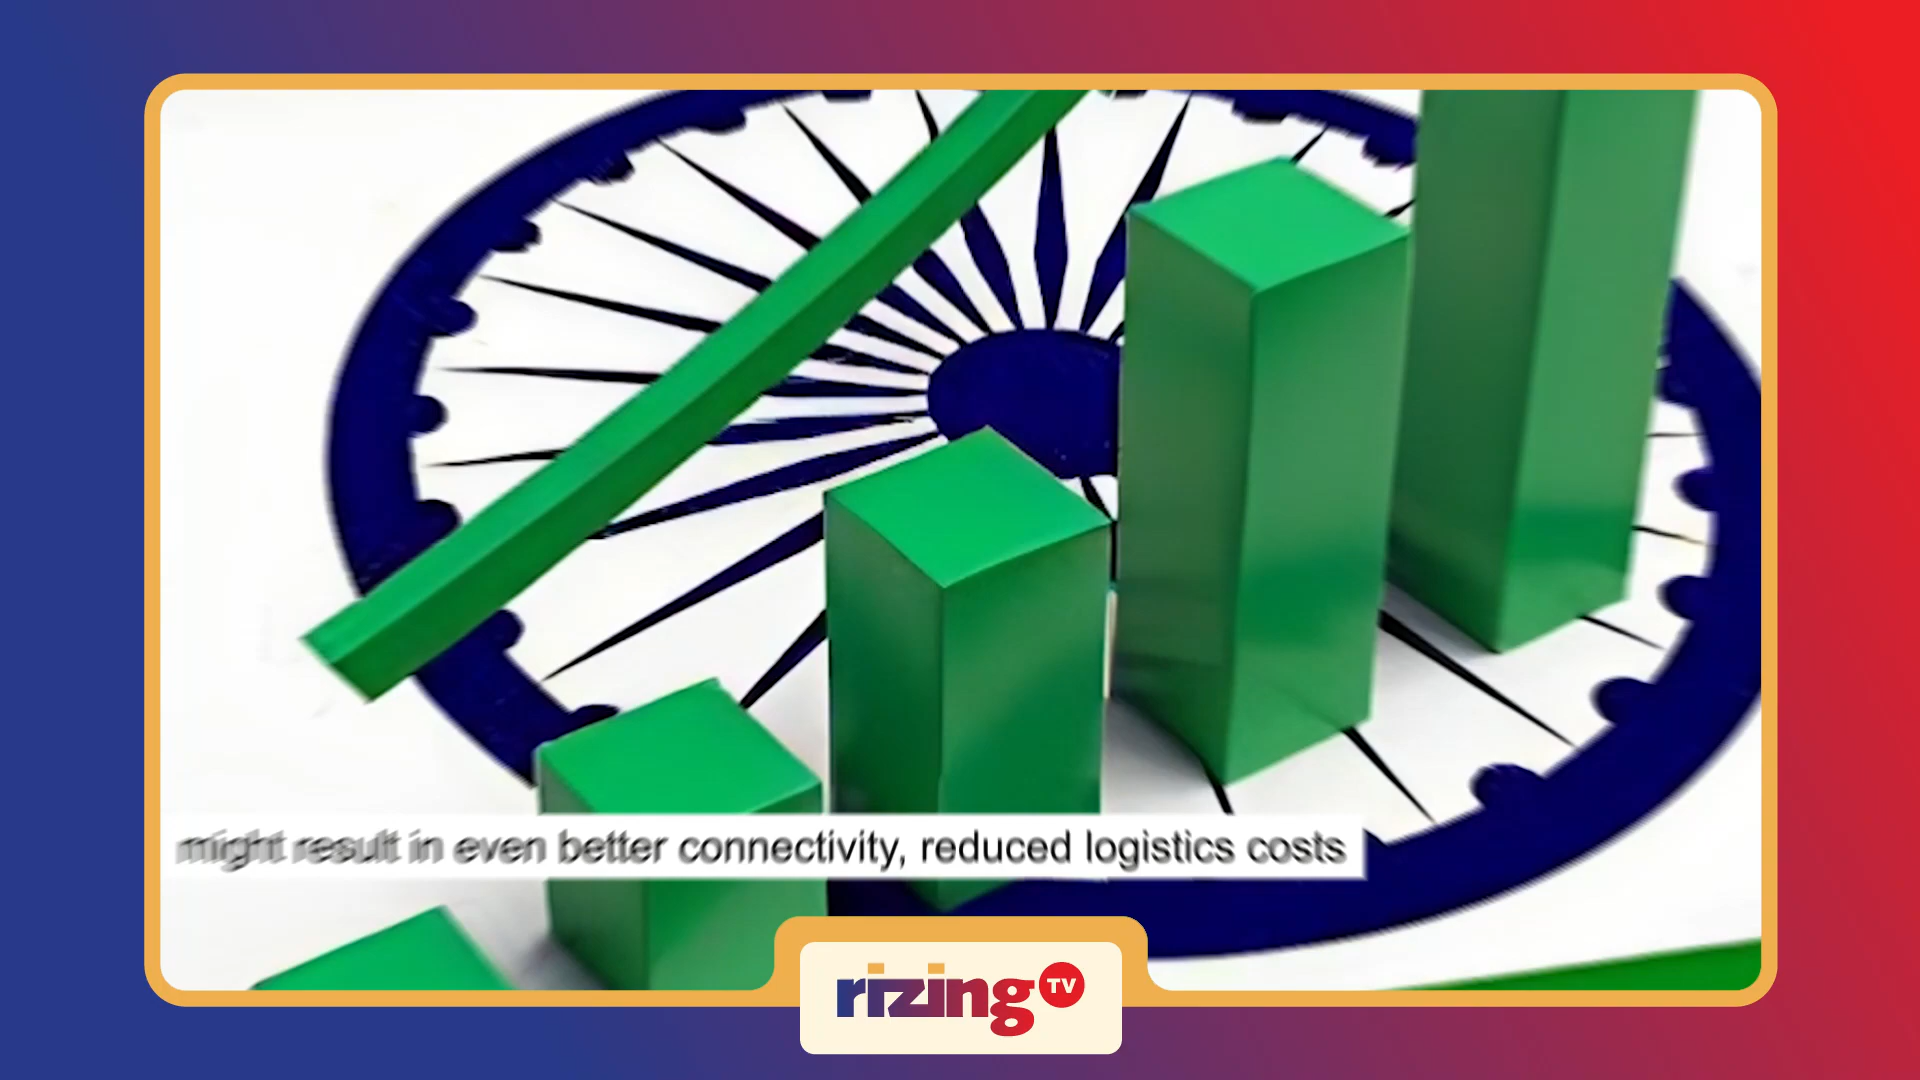 might result in even better connectivity, reduced logistics costs
rizing TV